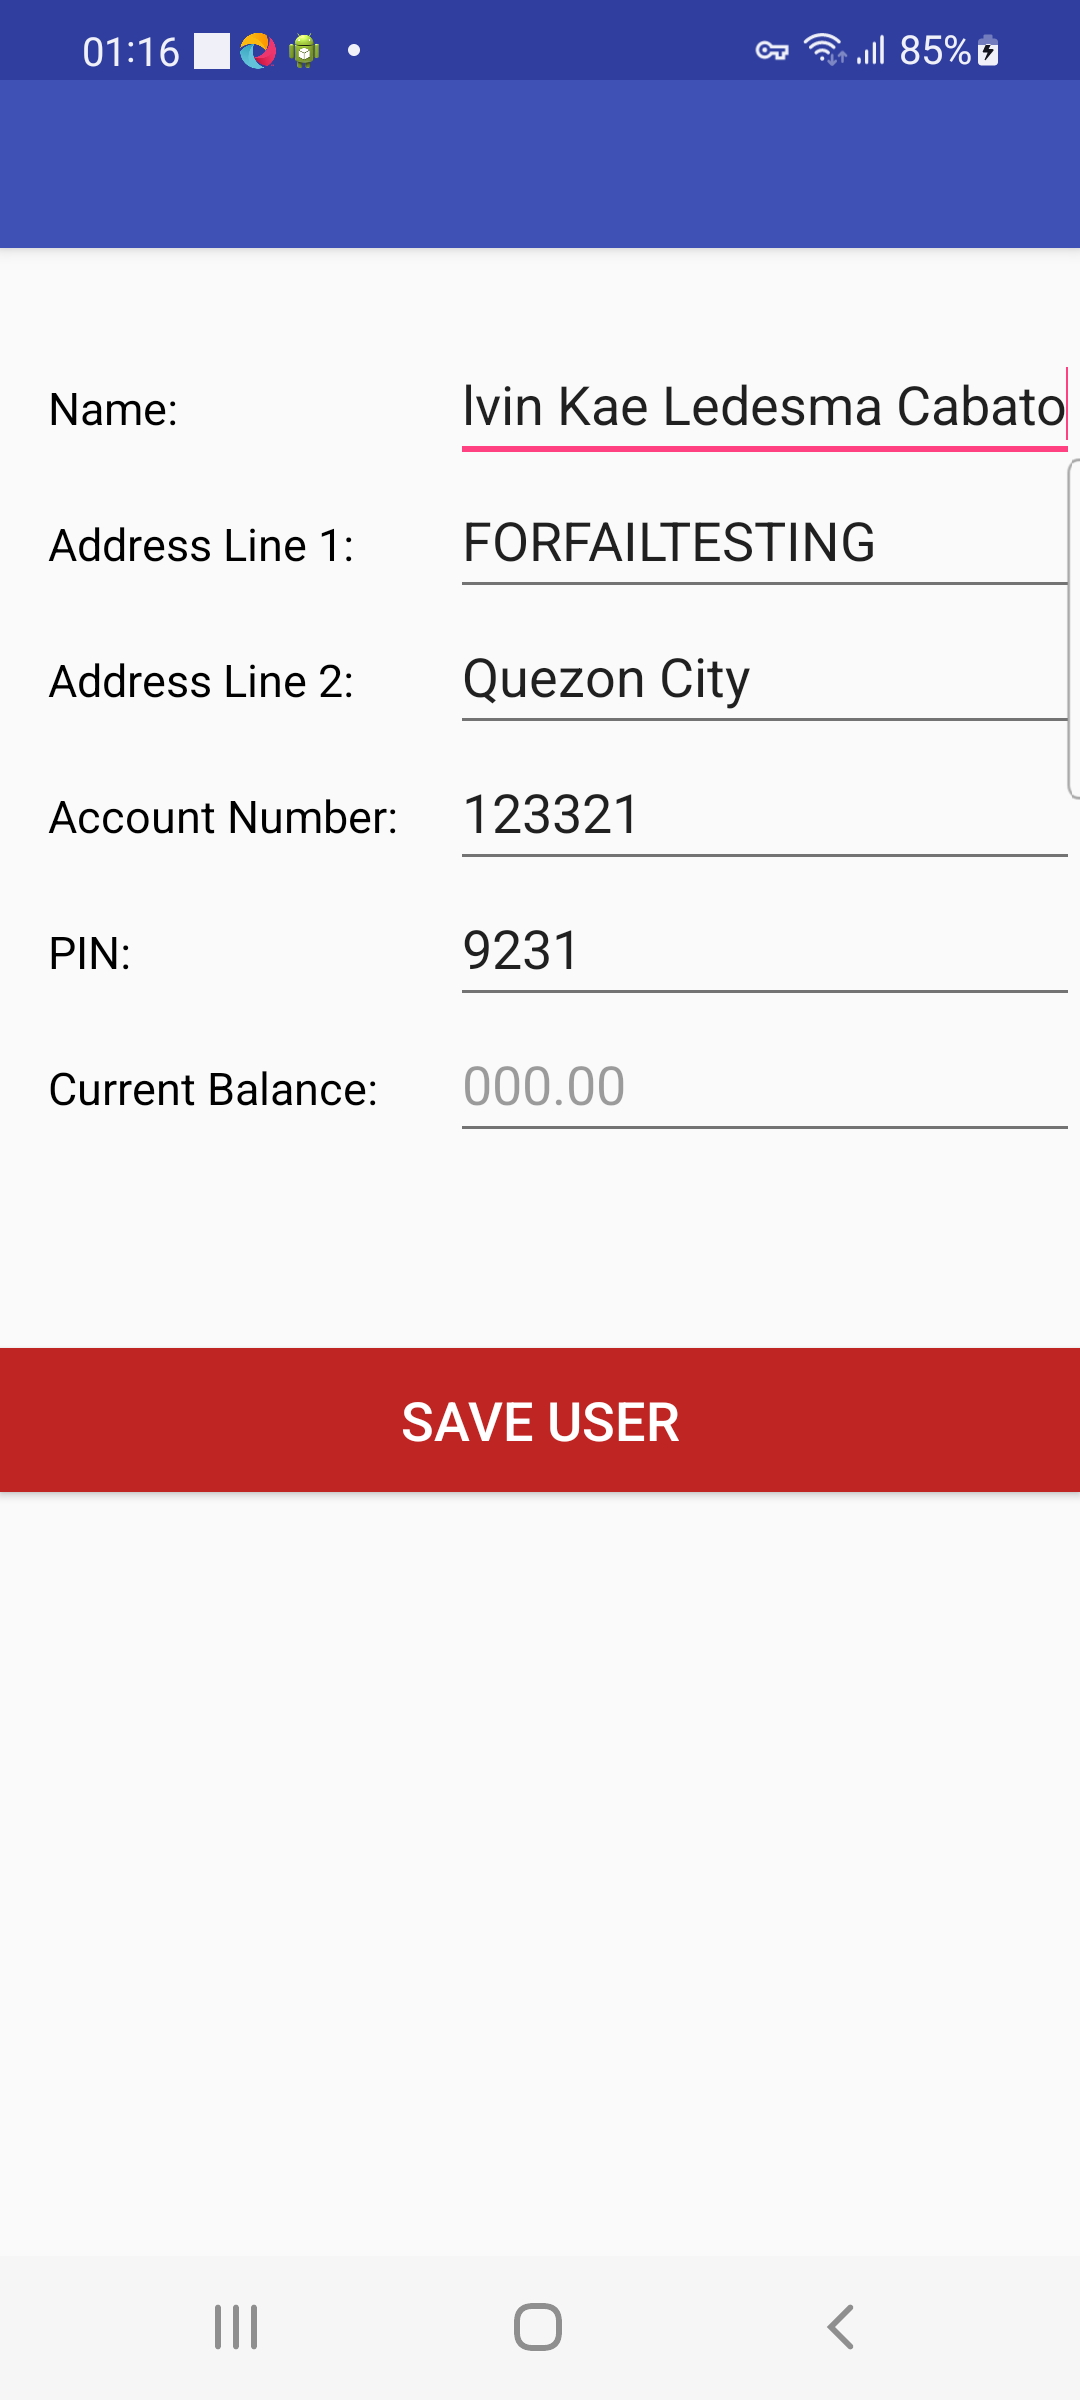 01:16 85%
Name: lvin Kae Ledesma Cabato
Address Line 1: FORFAILTESTING
Address Line 2: Quezon City
Account Number: 123321
PIN: 9231
Current Balance: 000.00
SAVE USER